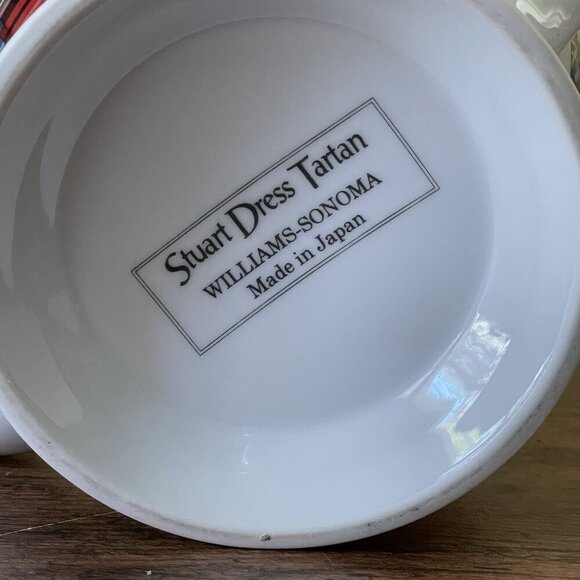 Stuart Dress Tartan
WILLIAMS-SONOMA
Made in Japan